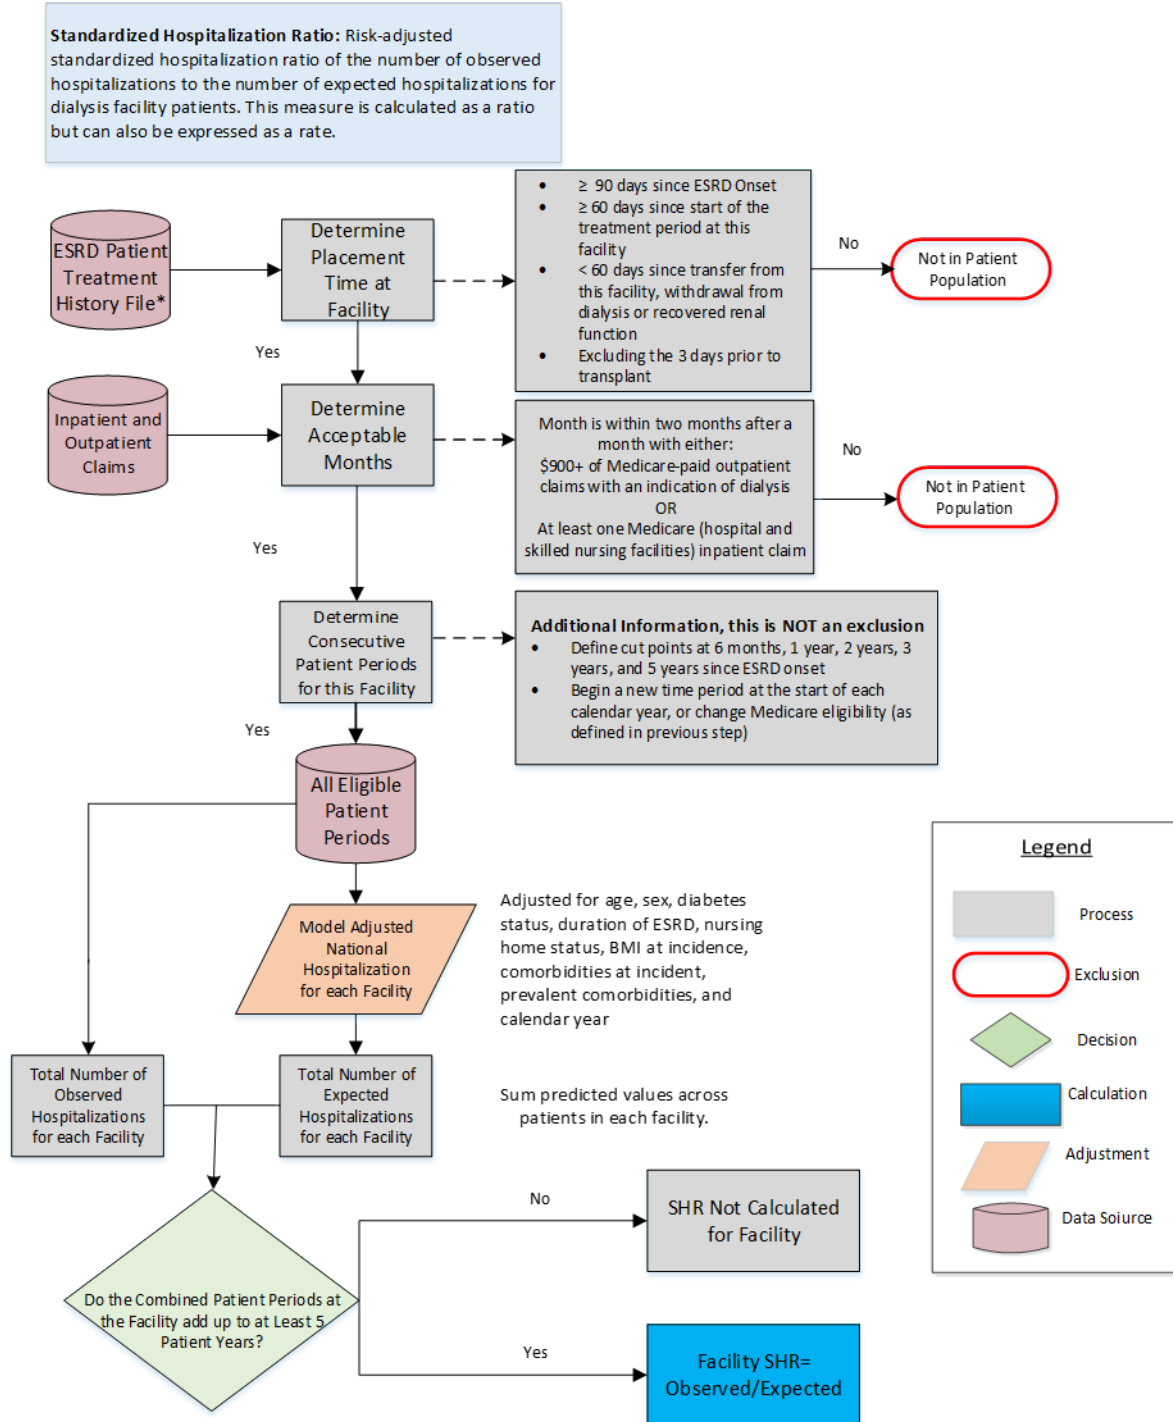 Standardized Hospitalization Ratio: Risk-adjusted
standardized hospitalization ratio of the number of observed
hospitalizations to the number of expected hospitalizations for
dialysis facility patients. This measure is calculated as a ratio
but can also be expressed as a rate.
ESRD Patient
Treatment
History File*
Determine
Placement
Time at
Facility
• ≥ 90 days since ESRD Onset
• ≥ 60 days since start of the
treatment period at this
facility
• < 60 days since transfer from
this facility, withdrawal from
dialysis or recovered renal
function
• Excluding the 3 days prior to
transplant
No
Not in Patient
Population
Yes
Inpatient and
Outpatient
Claims
Determine
Acceptable
Months
Month is within two months after a
month with either:
$900+ of Medicare-paid outpatient
claims with an indication of dialysis
OR
At least one Medicare (hospital and
skilled nursing facilities) inpatient claim
No
Not in Patient
Population
Yes
Determine
Consecutive
Patient Periods
for this Facility
Additional Information, this is NOT an exclusion
• Define cut points at 6 months, 1 year, 2 years, 3
years, and 5 years since ESRD onset
• Begin a new time period at the start of each
calendar year, or change Medicare eligibility (as
defined in previous step)
Yes
All Eligible
Patient
Periods
Model Adjusted
National
Hospitalization
for each Facility
Adjusted for age, sex, diabetes
status, duration of ESRD, nursing
home status, BMI at incidence,
comorbidities at incident,
prevalent comorbidities, and
calendar year
Total Number of
Observed
Hospitalizations
for each Facility
Total Number of
Expected
Hospitalizations
for each Facility
Sum predicted values across
patients in each facility.
Do the Combined Patient Periods at
the Facility add up to at Least 5
Patient Years?
No
SHR Not Calculated
for Facility
Yes
Facility SHR=
Observed/Expected
Legend
Process
Exclusion
Decision
Calculation
Adjustment
Data Soiurce